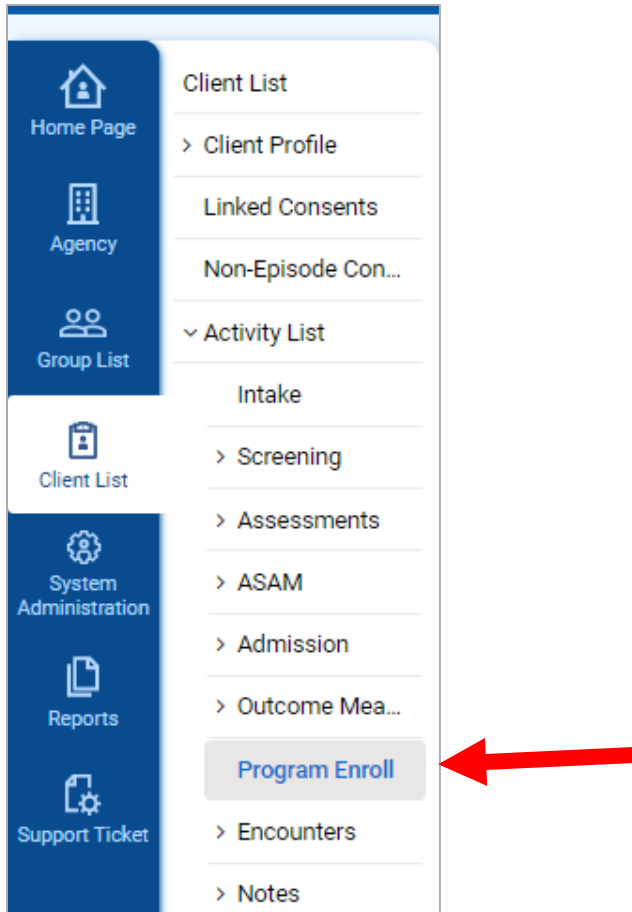 Home Page
Agency
Group List
Client List
System
Administration
Reports
Support Ticket
Client List
Client Profile
Linked Consents
Non-Episode Con...
Activity List
Intake
Screening
Assessments
ASAM
Admission
Outcome Mea...
Program Enroll
Encounters
Notes